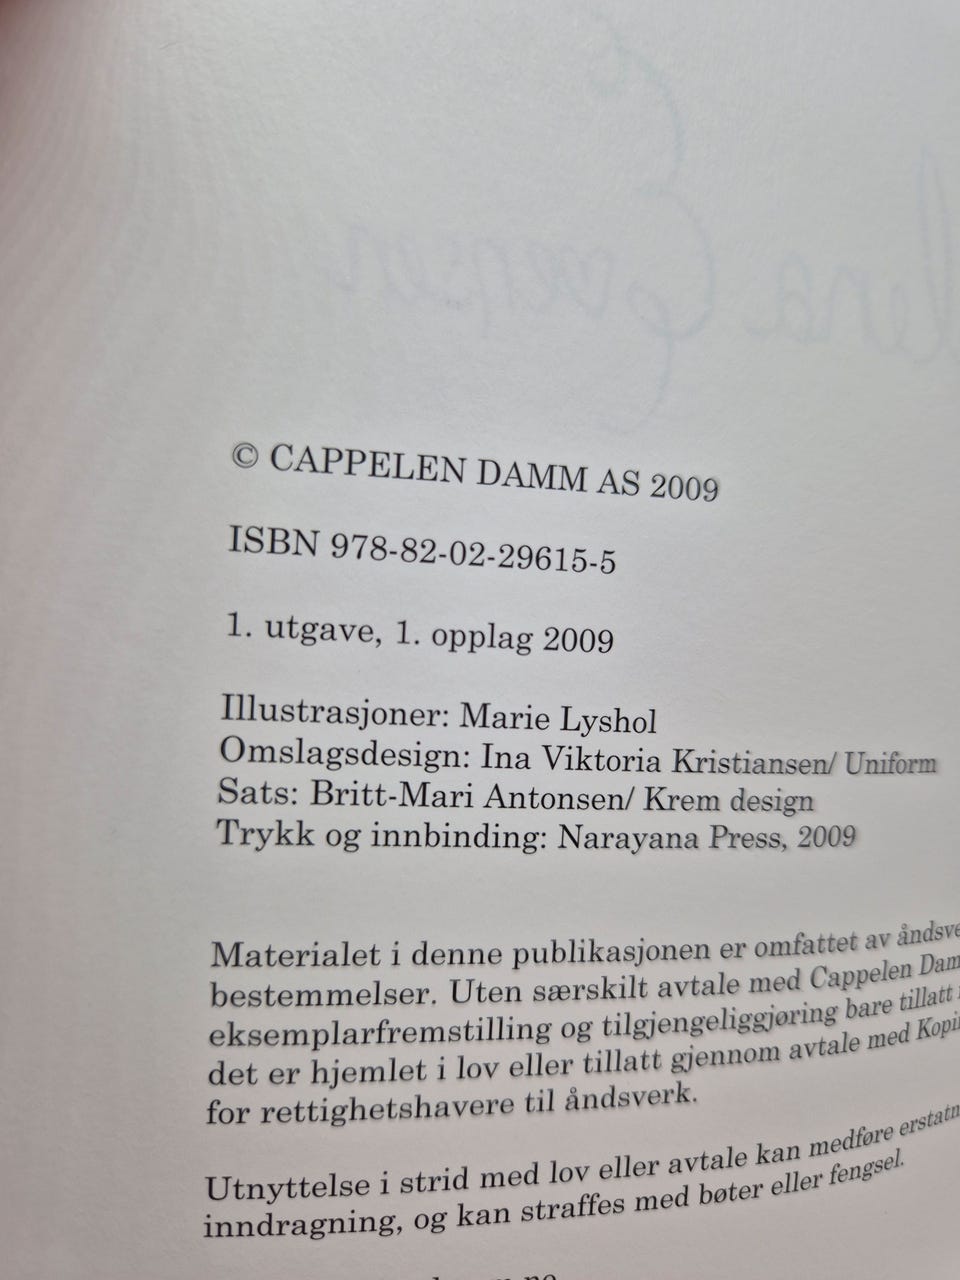 © CAPPELEN DAMM AS 2009
ISBN 978-82-02-29615-5
1. utgave, 1. opplag 2009
Illustrasjoner: Marie Lyshol
Omslagsdesign: Ina Viktoria Kristiansen/ Uniform
Sats: Britt-Mari Antonsen/ Krem design
Trykk og innbinding: Narayana Press, 2009
Materialet i denne publikasjonen er omfattet av
bestemmelser. Uten særskilt avtale med Cappelen
eksemplarfremstilling og tilgjengeliggjøring bare tillatt
det er hjemlet i lov eller tillatt gjennom avtale med
for rettighetshavere til åndsverk.
Utnyttelse i strid med lov eller avtale kan medføre
inndragning, og kan straffes med bøter eller fengsel.